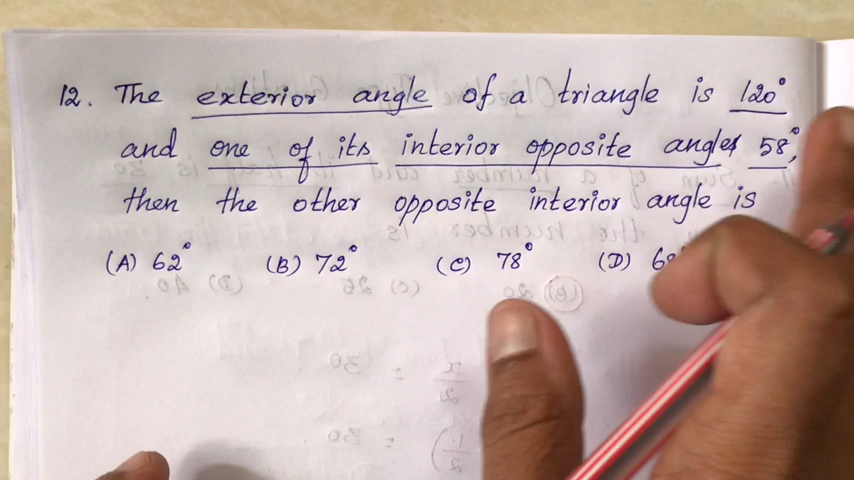 12. The exterior angle of a triangle is 120°
and one of its interior opposite angles 58°,
then the other opposite interior angle is
(A) 62° (B) 72° (C) 78° (D)